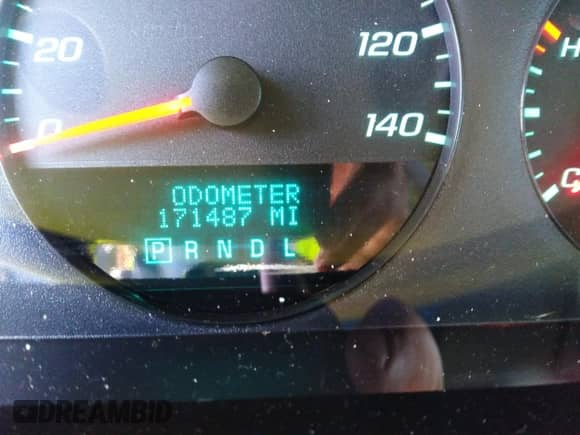 20
120
0
140
H
C
ODOMETER
171487 MI
P R N D L
DREAMBID